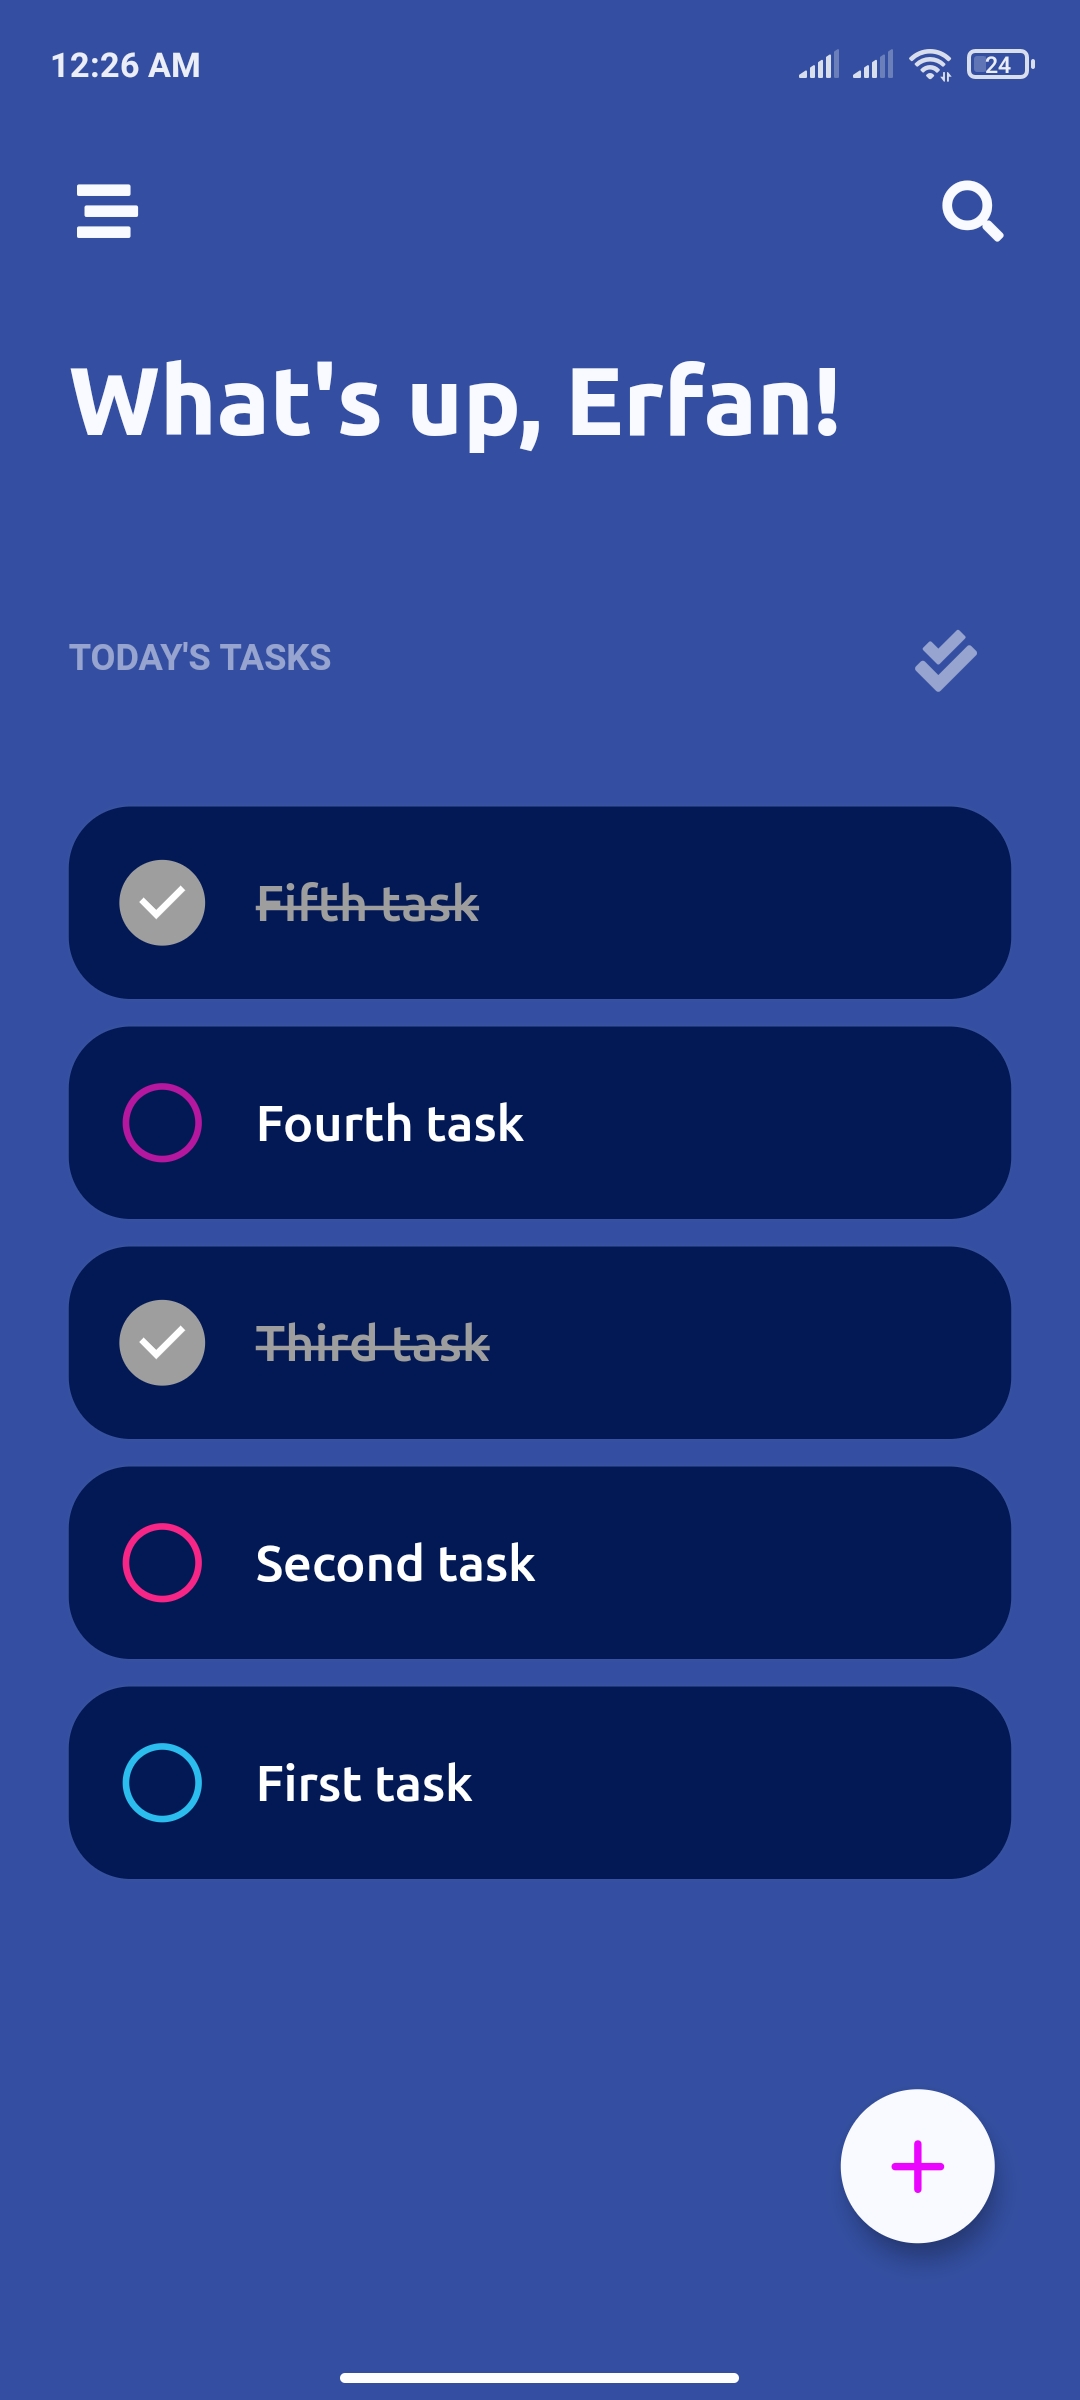 12:26 AM 24
What's up, Erfan!
TODAY'S TASKS
Fifth task
Fourth task
Third task
Second task
First task